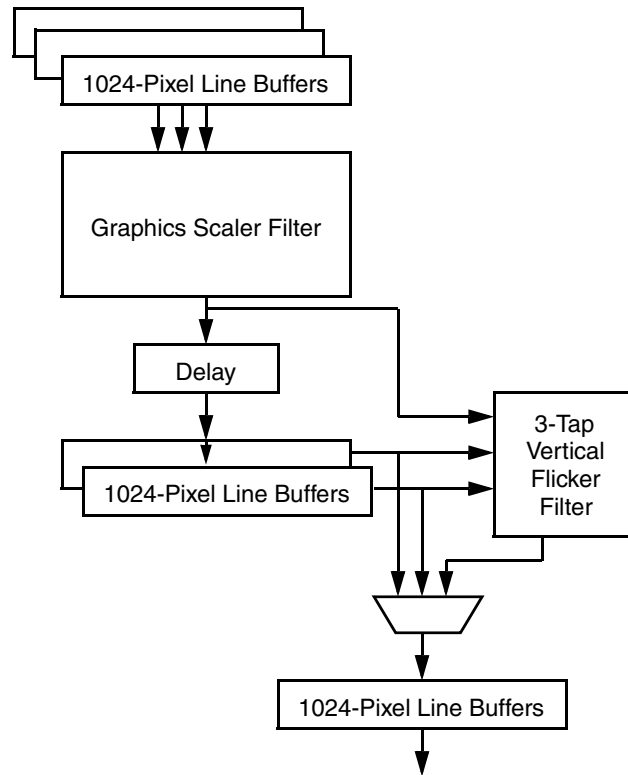 1024-Pixel Line Buffers
Graphics Scaler Filter
Delay
3-Tap
Vertical
Flicker
Filter
1024-Pixel Line Buffers
1024-Pixel Line Buffers